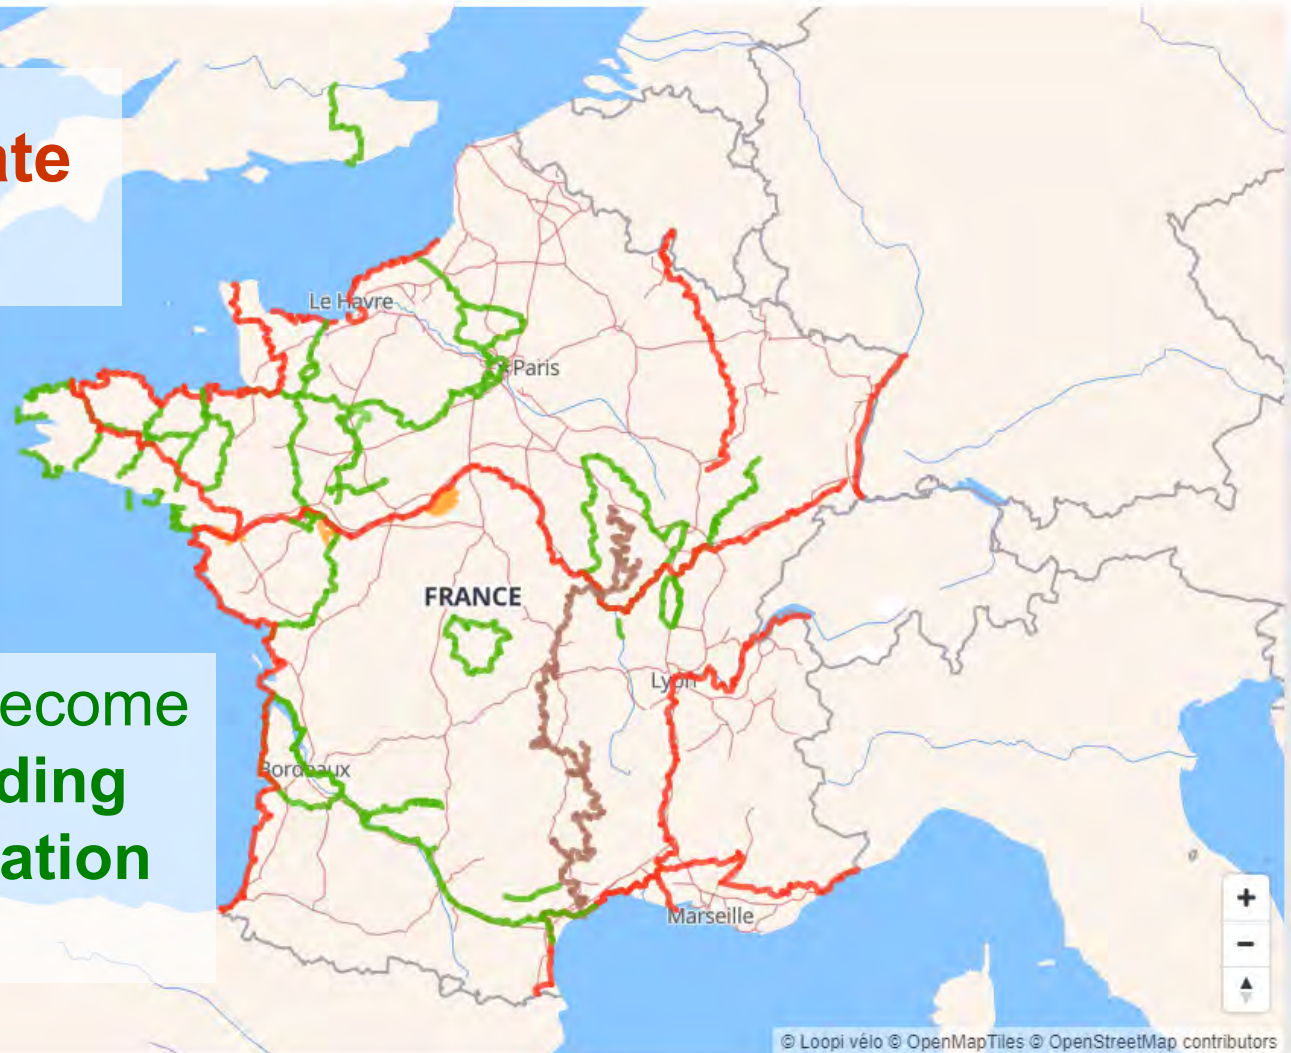 ate
Le Havre
Paris
FRANCE
Lyon
ecome
ding
ation
Bordeaux
Marseille
+
−
© Loopi vélo © OpenMapTiles © OpenStreetMap contributors